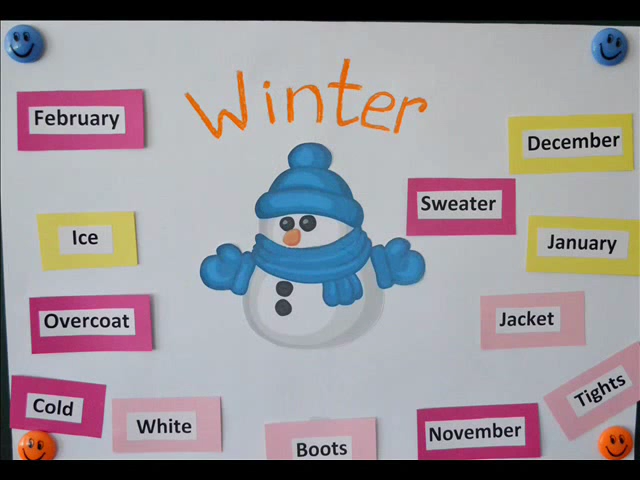 Winter
February
December
Sweater
Ice
January
Overcoat
Jacket
Cold
Tights
White
November
Boots